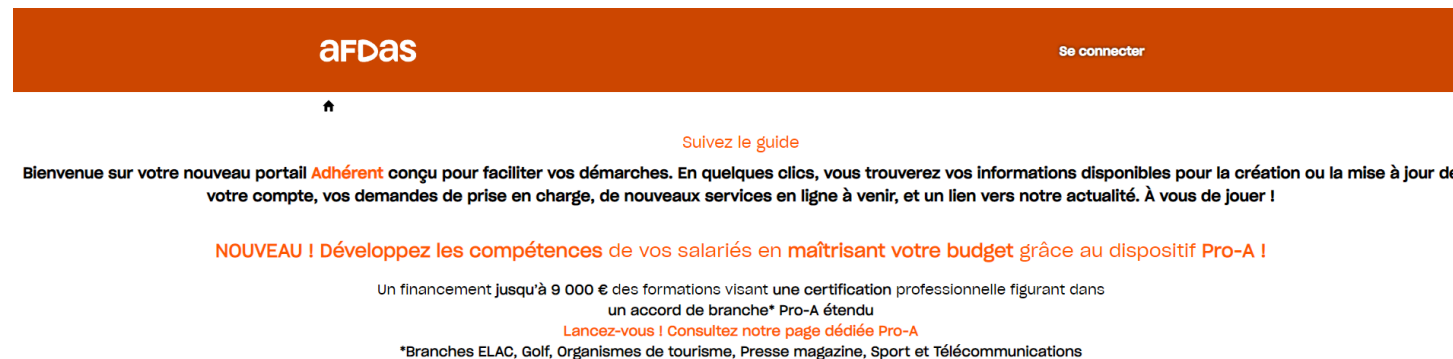 aFDas
Se connecter
Suivez le guide
Bienvenue sur votre nouveau portail Adhérent conçu pour faciliter vos démarches. En quelques clics, vous trouverez vos informations disponibles pour la création ou la mise à jour de
votre compte, vos demandes de prise en charge, de nouveaux services en ligne à venir, et un lien vers notre actualité. À vous de jouer !
NOUVEAU ! Développez les compétences de vos salariés en maîtrisant votre budget grâce au dispositif Pro-A !
Un financement jusqu'à 9 000 € des formations visant une certification professionnelle figurant dans
un accord de branche* Pro-A étendu
Lancez-vous ! Consultez notre page dédiée Pro-A
*Branches ELAC, Golf, Organismes de tourisme, Presse magazine, Sport et Télécommunications